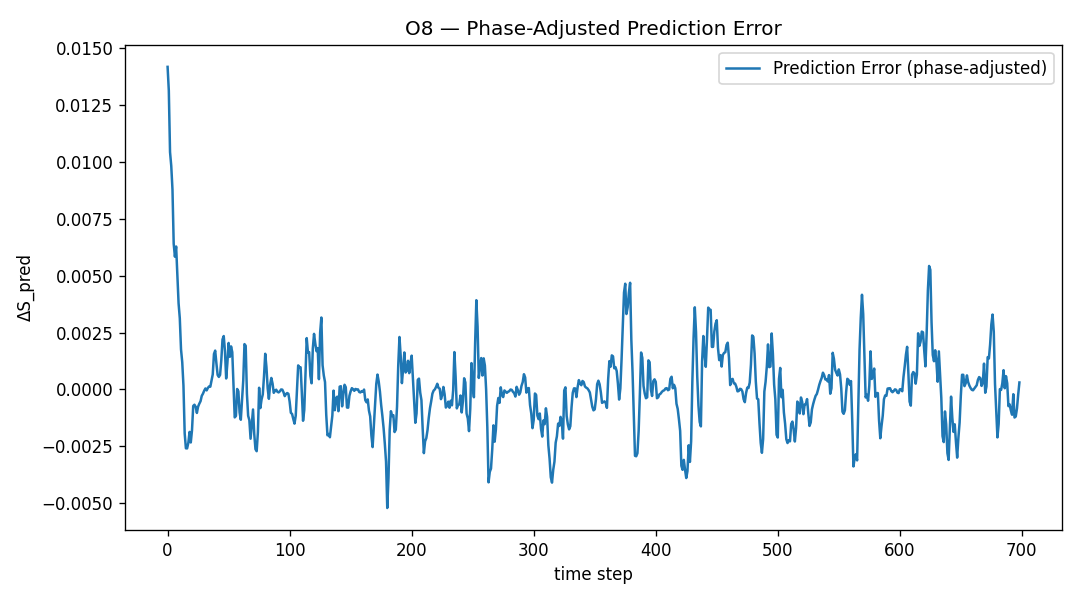 O8 — Phase-Adjusted Prediction Error
Prediction Error (phase-adjusted)
ΔS_pred
0.0150
0.0125
0.0100
0.0075
0.0050
0.0025
0.0000
−0.0025
−0.0050
0 100 200 300 400 500 600 700
time step